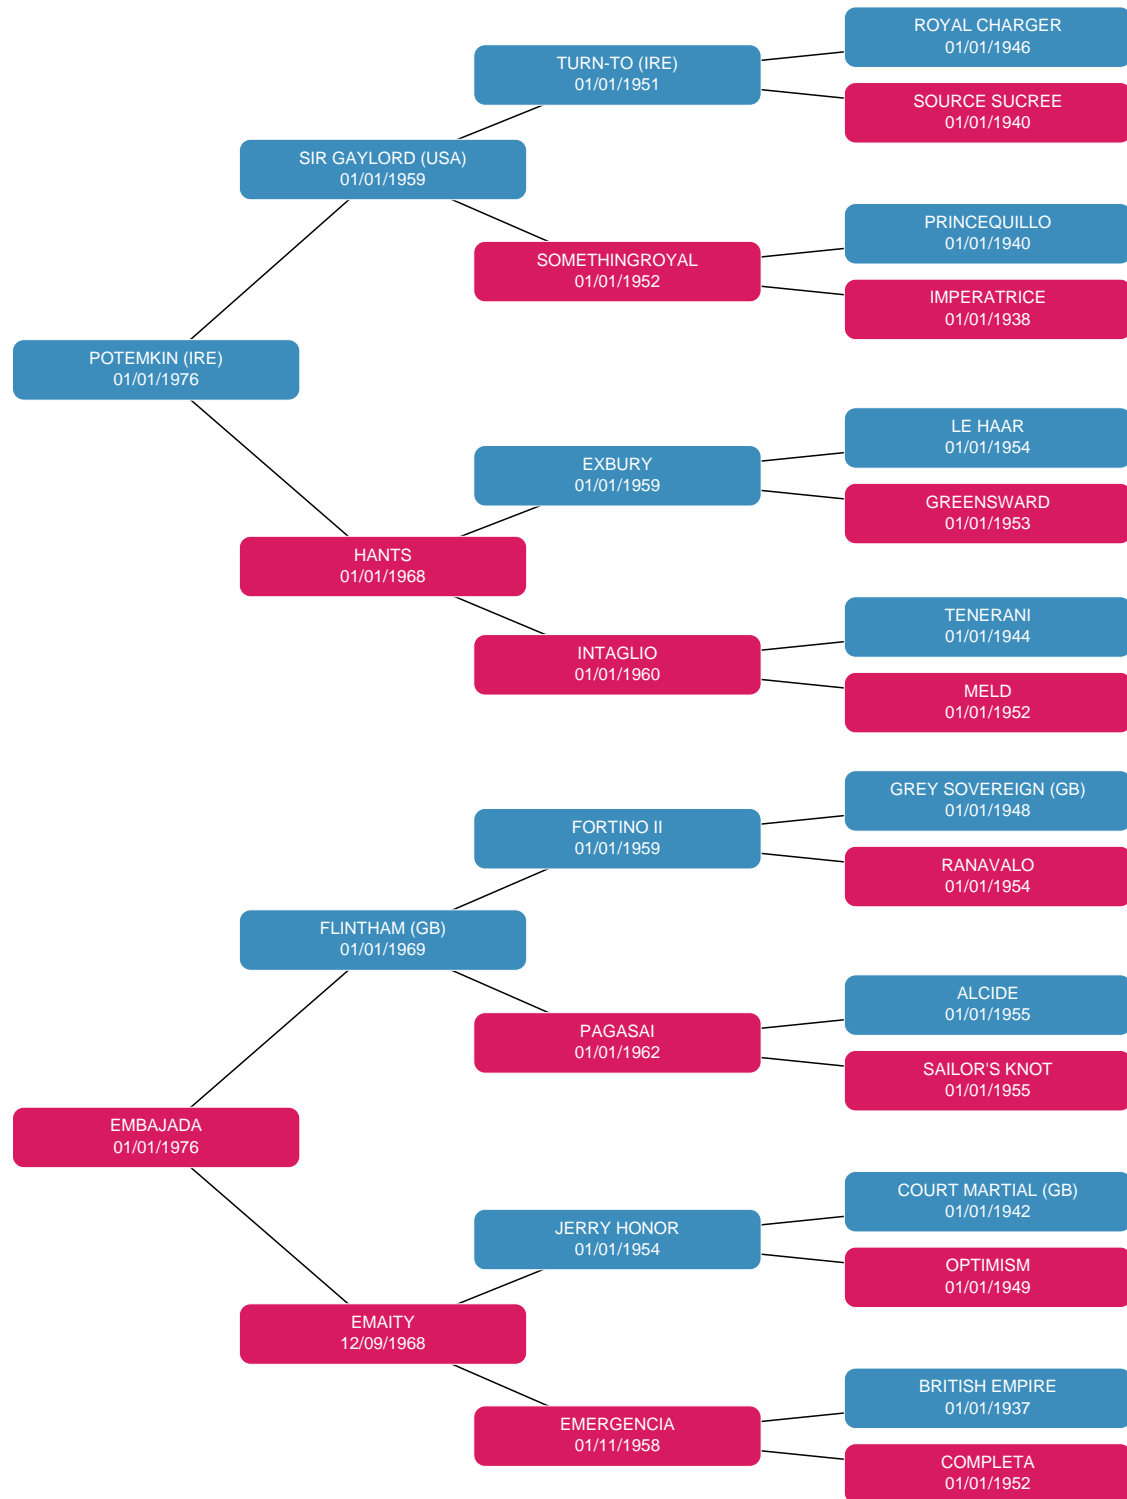 ROYAL CHARGER
01/01/1946
TURN-TO (IRE)
01/01/1951
SOURCE SUCREE
01/01/1940
SIR GAYLORD (USA)
01/01/1959
PRINCEQUILLO
01/01/1940
SOMETHINGROYAL
01/01/1952
IMPERATRICE
01/01/1938
POTEMKIN (IRE)
01/01/1976
LE HAAR
01/01/1954
EXBURY
01/01/1959
GREENSWARD
01/01/1953
HANTS
01/01/1968
TENERANI
01/01/1944
INTAGLIO
01/01/1960
MELD
01/01/1952
GREY SOVEREIGN (GB)
01/01/1948
FORTINO II
01/01/1959
RANAVALO
01/01/1954
FLINTHAM (GB)
01/01/1969
ALCIDE
01/01/1955
PAGASAI
01/01/1962
SAILOR'S KNOT
01/01/1955
EMBAJADA
01/01/1976
COURT MARTIAL (GB)
01/01/1942
JERRY HONOR
01/01/1954
OPTIMISM
01/01/1949
EMAITY
12/09/1968
BRITISH EMPIRE
01/01/1937
EMERGENCIA
01/11/1958
COMPLETA
01/01/1952